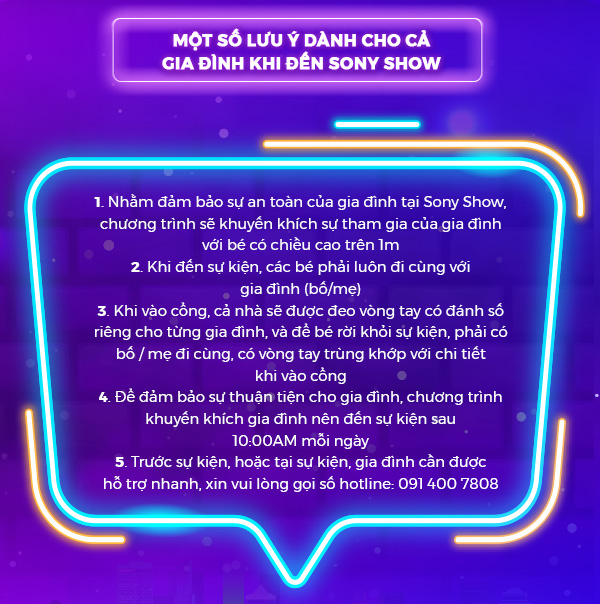 MỘT SỐ LƯU Ý DÀNH CHO CẢ
GIA ĐÌNH KHI ĐẾN SONY SHOW
1. Nhằm đảm bảo sự an toàn của gia đình tại Sony Show,
chương trình sẽ khuyến khích sự tham gia của gia đình
với bé có chiều cao trên 1m
2. Khi đến sự kiện, các bé phải luôn đi cùng với
gia đình (bố/mẹ)
3. Khi vào cổng, cả nhà sẽ được đeo vòng tay có đánh số
riêng cho từng gia đình, và để bé rời khỏi sự kiện, phải có
bố / mẹ đi cùng, có vòng tay trùng khớp với chi tiết
khi vào cổng
4. Để đảm bảo sự thuận tiện cho gia đình, chương trình
khuyến khích gia đình nên đến sự kiện sau
10:00AM mỗi ngày
5. Trước sự kiện, hoặc tại sự kiện, gia đình cần được
hỗ trợ nhanh, xin vui lòng gọi số hotline: 091 400 7808